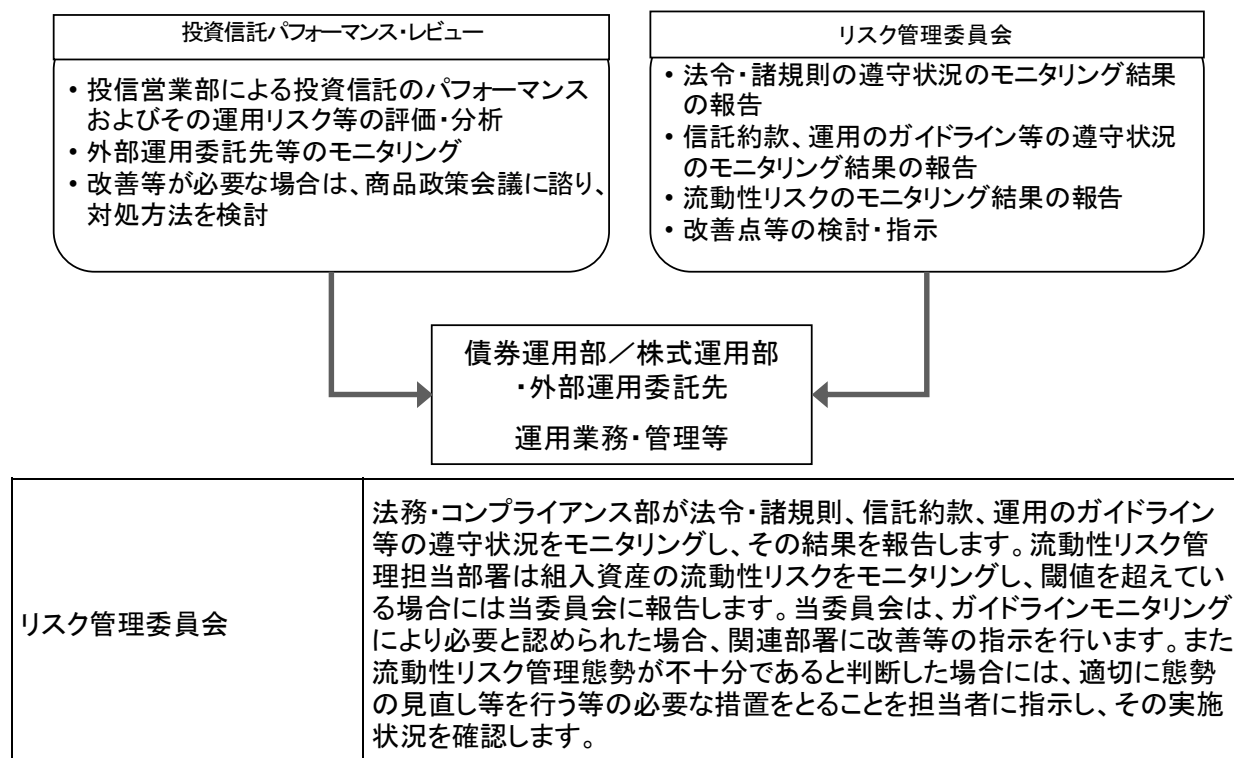 投資信託パフォーマンス・レビュー
• 投信営業部による投資信託のパフォーマンス
およびその運用リスク等の評価・分析
• 外部運用委託先等のモニタリング
• 改善等が必要な場合は、商品政策会議に諮り、
対処方法を検討
リスク管理委員会
• 法令・諸規則の遵守状況のモニタリング結果
の報告
• 信託約款、運用のガイドライン等の遵守状況
のモニタリング結果の報告
• 流動性リスクのモニタリング結果の報告
• 改善点等の検討・指示
債券運用部／株式運用部
・外部運用委託先
運用業務・管理等
リスク管理委員会
法務・コンプライアンス部が法令・諸規則、信託約款、運用のガイドライン
等の遵守状況をモニタリングし、その結果を報告します。流動性リスク管
理担当部署は組入資産の流動性リスクをモニタリングし、閾値を超えてい
る場合には当委員会に報告します。当委員会は、ガイドラインモニタリング
により必要と認められた場合、関連部署に改善等の指示を行います。また
流動性リスク管理態勢が不十分であると判断した場合には、適切に態勢
の見直し等を行う等の必要な措置をとることを担当者に指示し、その実施
状況を確認します。